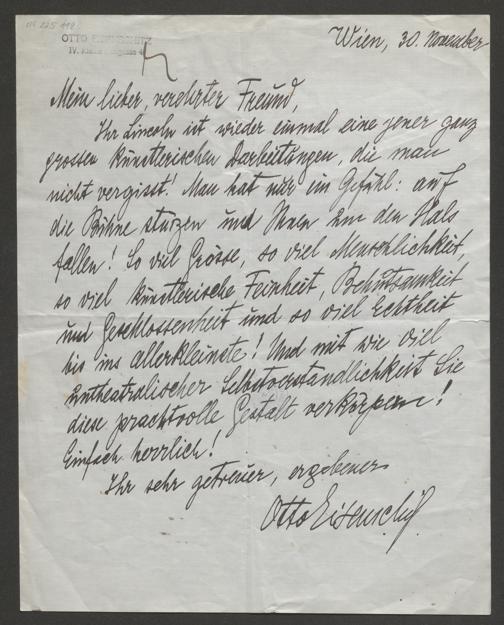 OTTO EISENSCHITZ
Wien, 30. November
Mein lieber, verehrter Freund,
Ihr Lincoln ist wieder einmal eine jener ganz
grossen künstlerischen Darbietungen, die man
nicht vergisst! Man hat nur ein Gefühl: auf
die Bühne stürzen und Ihnen um den Hals
fallen! So viel Grösse, so viel Menschlichkeit,
so viel künstlerische Feinheit, Behutsamkeit
und Geschlossenheit und so viel Echtheit
bis ins allerkleinste! Und mit wie viel
untheatralischer Selbstverständlichkeit Sie
diese prachtvolle Gestalt verkörpern!
Einfach herrlich!
Ihr sehr getreuer, ergebener
Otto Eisenschitz